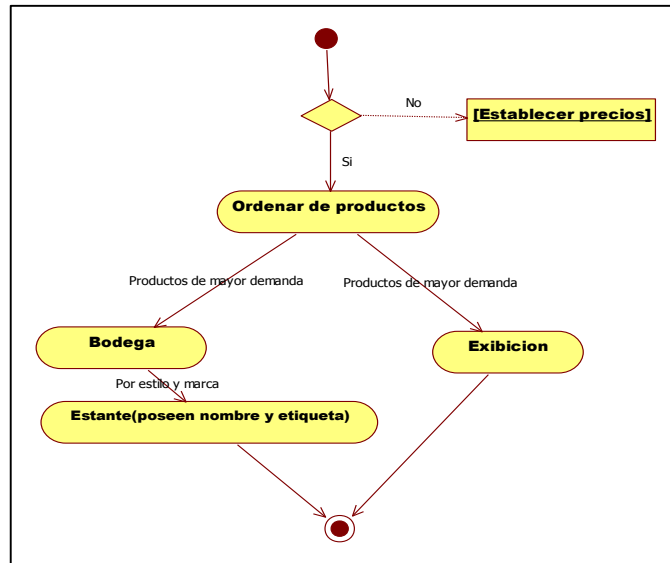 No
[Establecer precios]
Si
Ordenar de productos
Productos de mayor demanda
Productos de mayor demanda
Bodega
Exibicion
Por estilo y marca
Estante(poseen nombre y etiqueta)